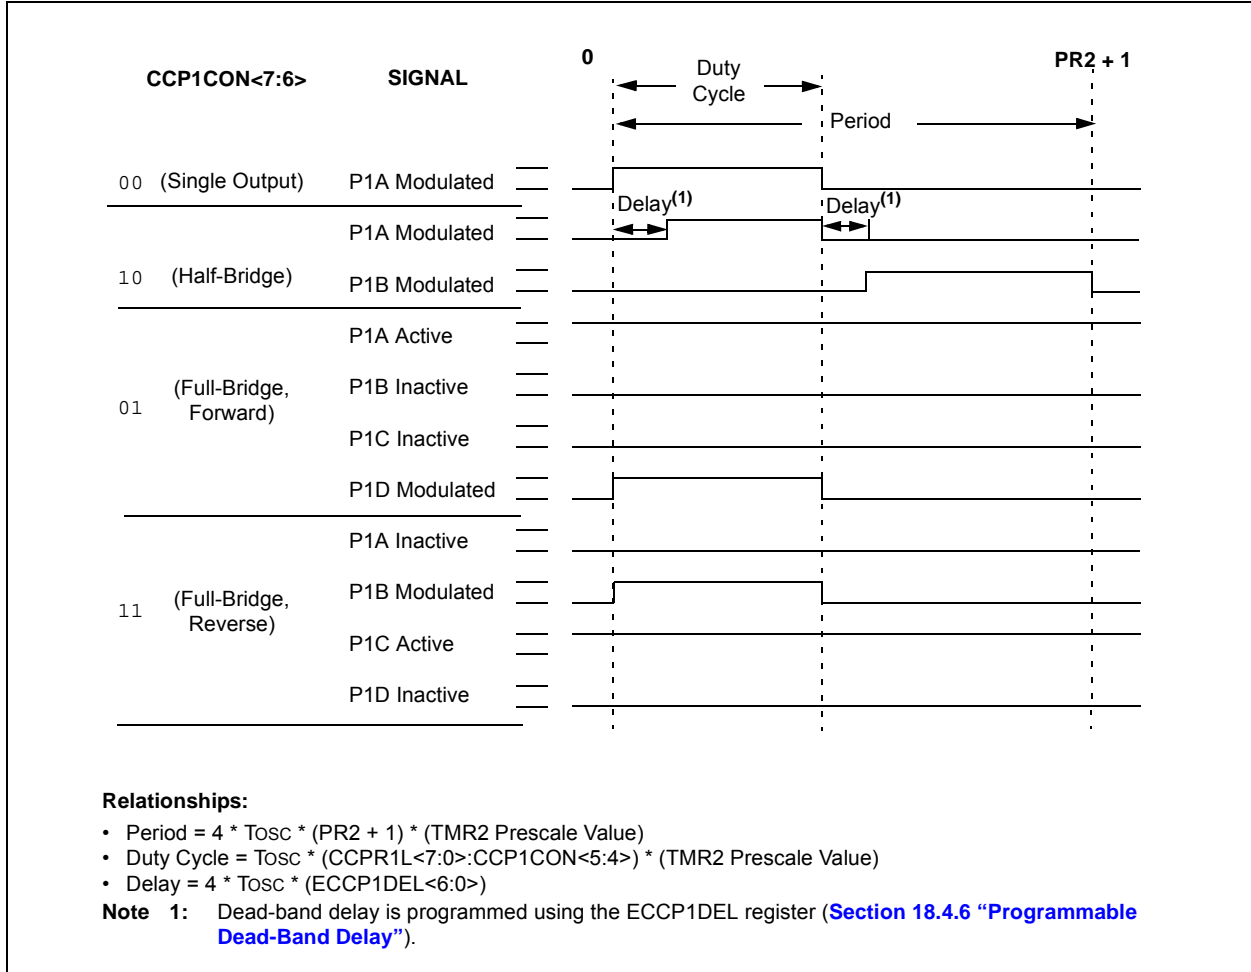 CCP1CON<7:6> SIGNAL 0 PR2 + 1
Duty
Cycle
Period
00 (Single Output) P1A Modulated
Delay(1) Delay(1)
P1A Modulated
10 (Half-Bridge)
P1B Modulated
P1A Active
01 (Full-Bridge,
Forward)
P1B Inactive
P1C Inactive
P1D Modulated
P1A Inactive
11 (Full-Bridge,
Reverse)
P1B Modulated
P1C Active
P1D Inactive
Relationships:
• Period = 4 * TOSC * (PR2 + 1) * (TMR2 Prescale Value)
• Duty Cycle = TOSC * (CCPR1L<7:0>:CCP1CON<5:4>) * (TMR2 Prescale Value)
• Delay = 4 * TOSC * (ECCP1DEL<6:0>)
Note 1: Dead-band delay is programmed using the ECCP1DEL register (Section 18.4.6 “Programmable
Dead-Band Delay”).